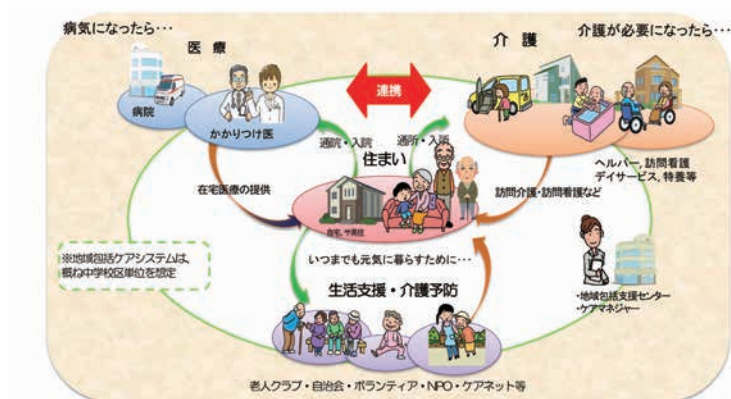 病気になったら…
医療
病院
かかりつけ医
連携
介護
介護が必要になったら…
通院・入院
通所・入所
住まい
在宅医療の提供
訪問介護・訪問看護など
ヘルパー,訪問看護
デイサービス,特養等
自宅,サ高住
※地域包括ケアシステムは、
概ね中学校区単位を想定
いつまでも元気に暮らすために…
生活支援・介護予防
・地域包括支援センター
・ケアマネジャー
老人クラブ・自治会・ボランティア・NPO・ケアネット等